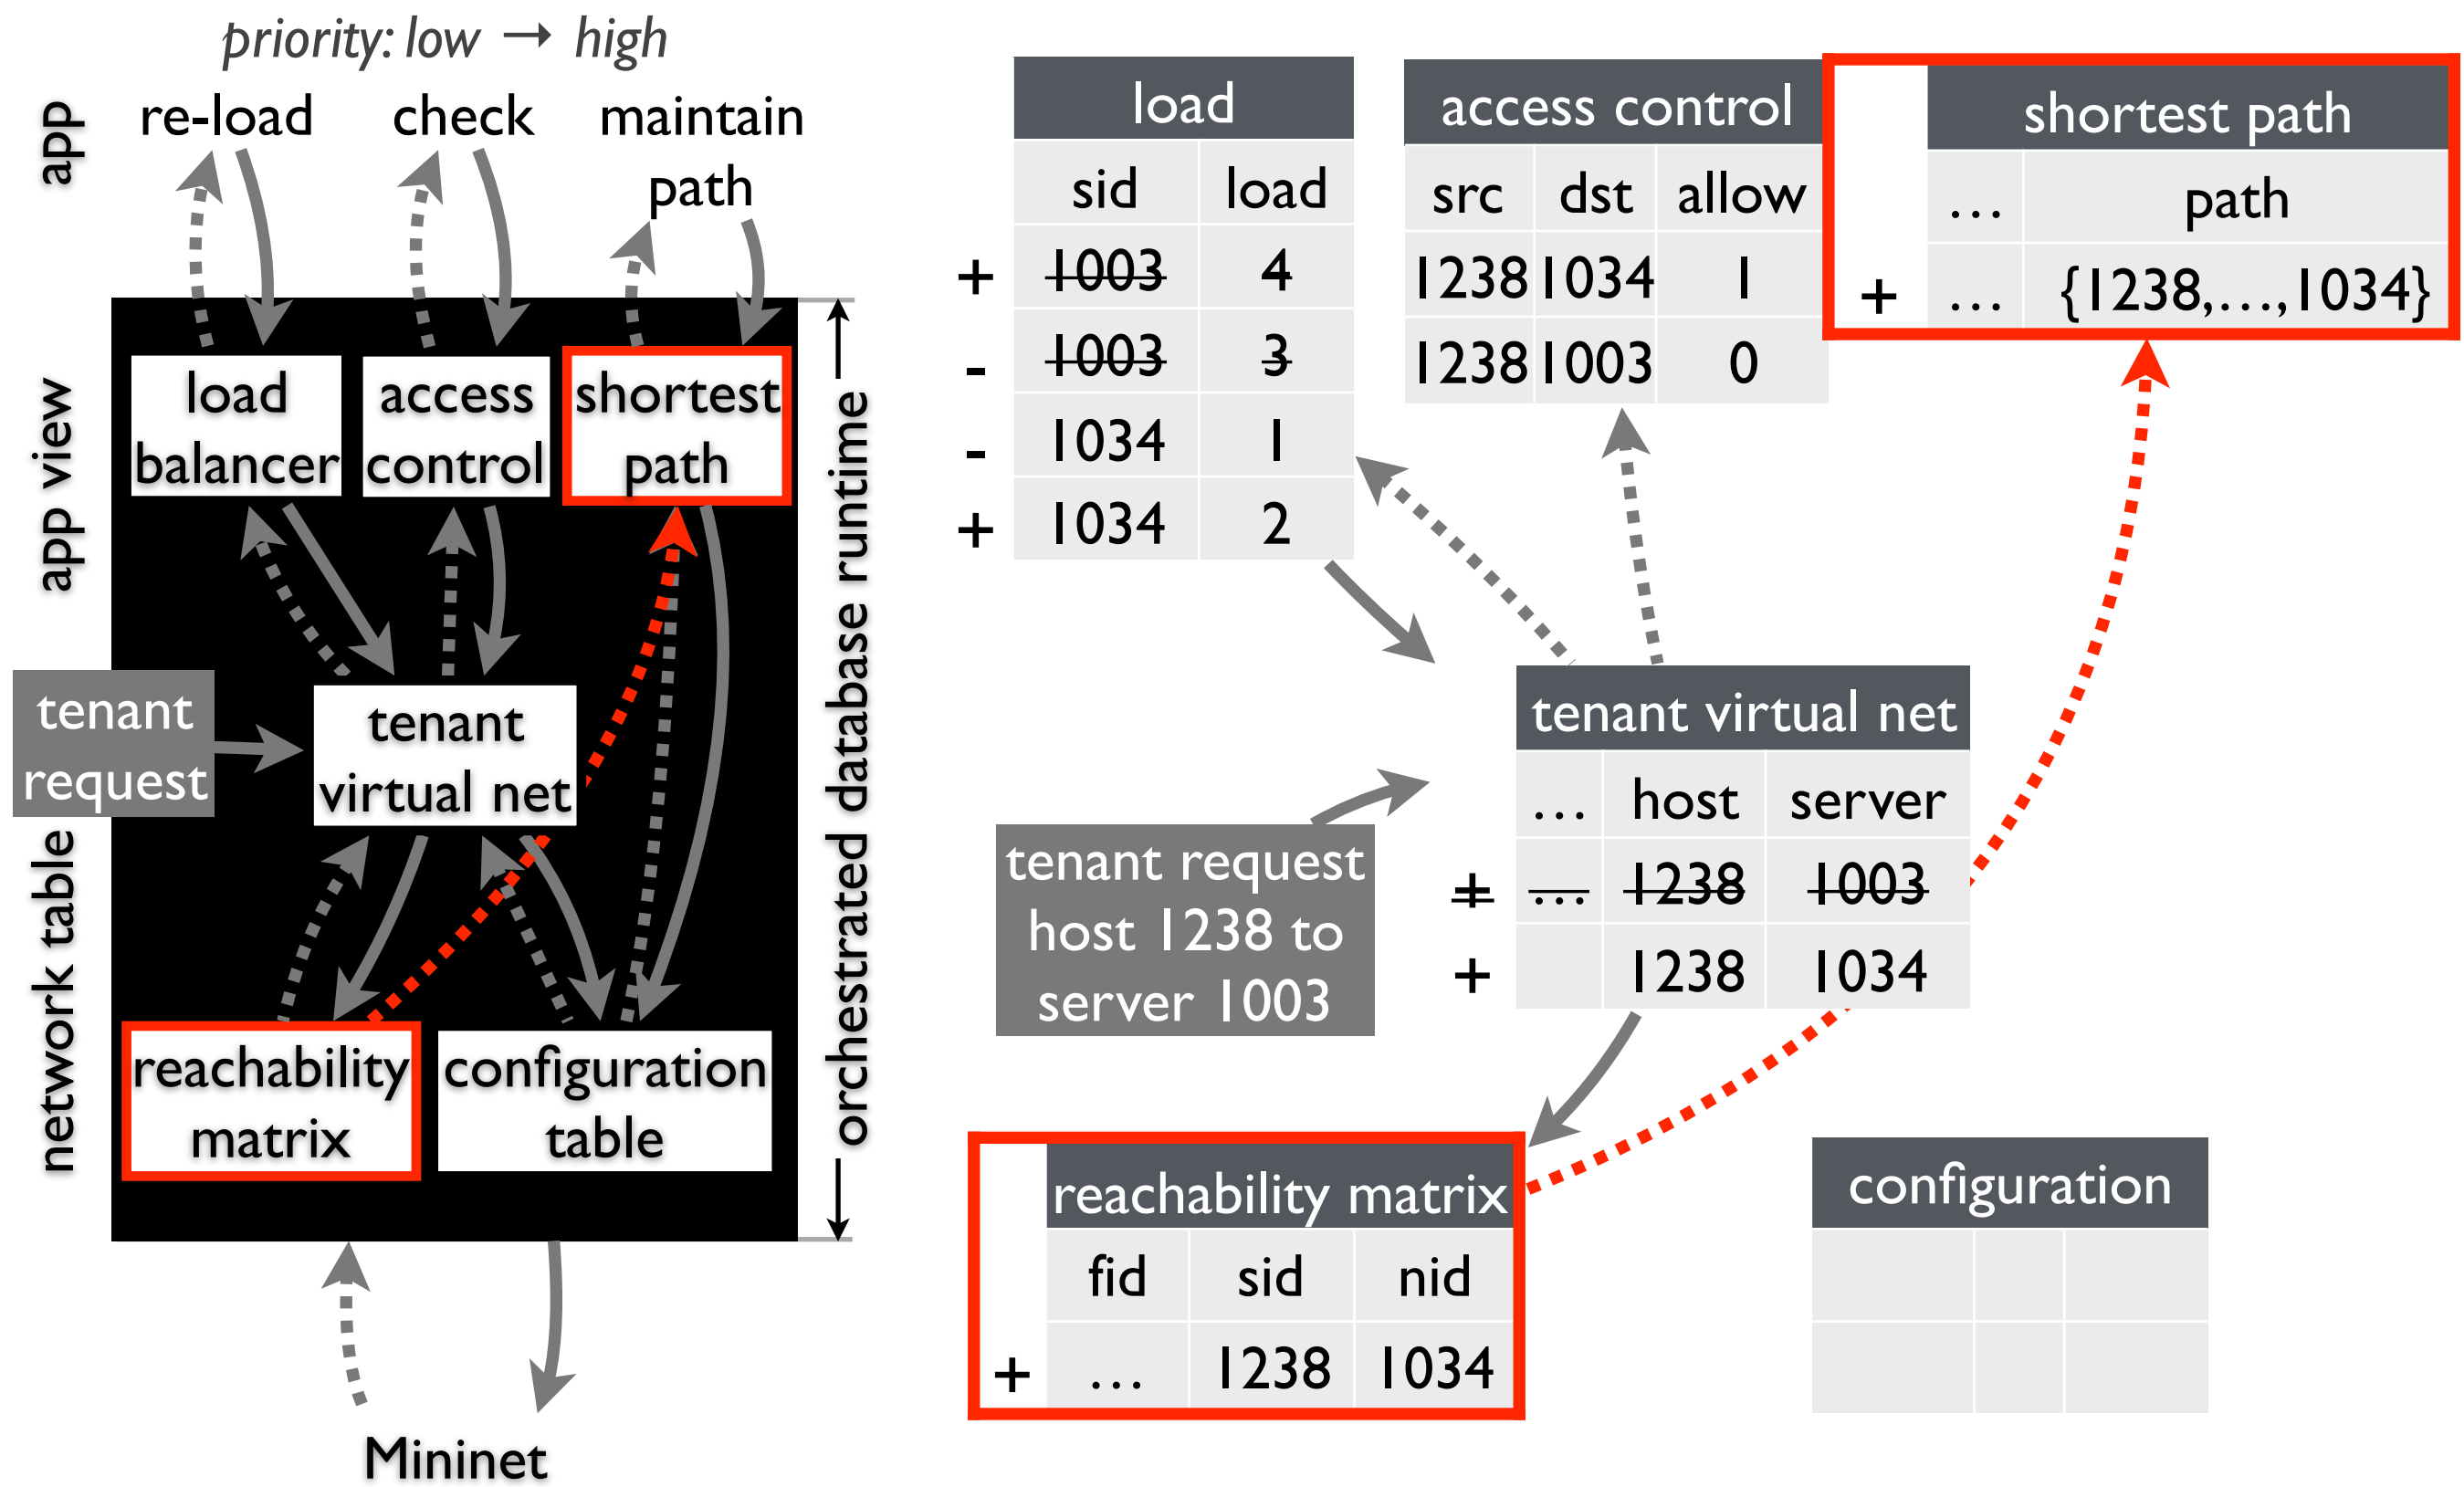 priority: low → high
app
re-load check maintain
path
app view
load
balancer
access
control
shortest
path
tenant
request
tenant
virtual net
network table
reachability
matrix
configuration
table
orchestrated database runtime
Mininet
load
sid load
+ 1003 4
- 1003 3
- 1034 1
+ 1034 2
access control
src dst allow
1238 1034 1
1238 1003 0
shortest path
... path
+ ... {1238,...,1034}
tenant request
host 1238 to
server 1003
tenant virtual net
... host server
+ ... 1238 1003
+ 1238 1034
reachability matrix
fid sid nid
+ ... 1238 1034
configuration